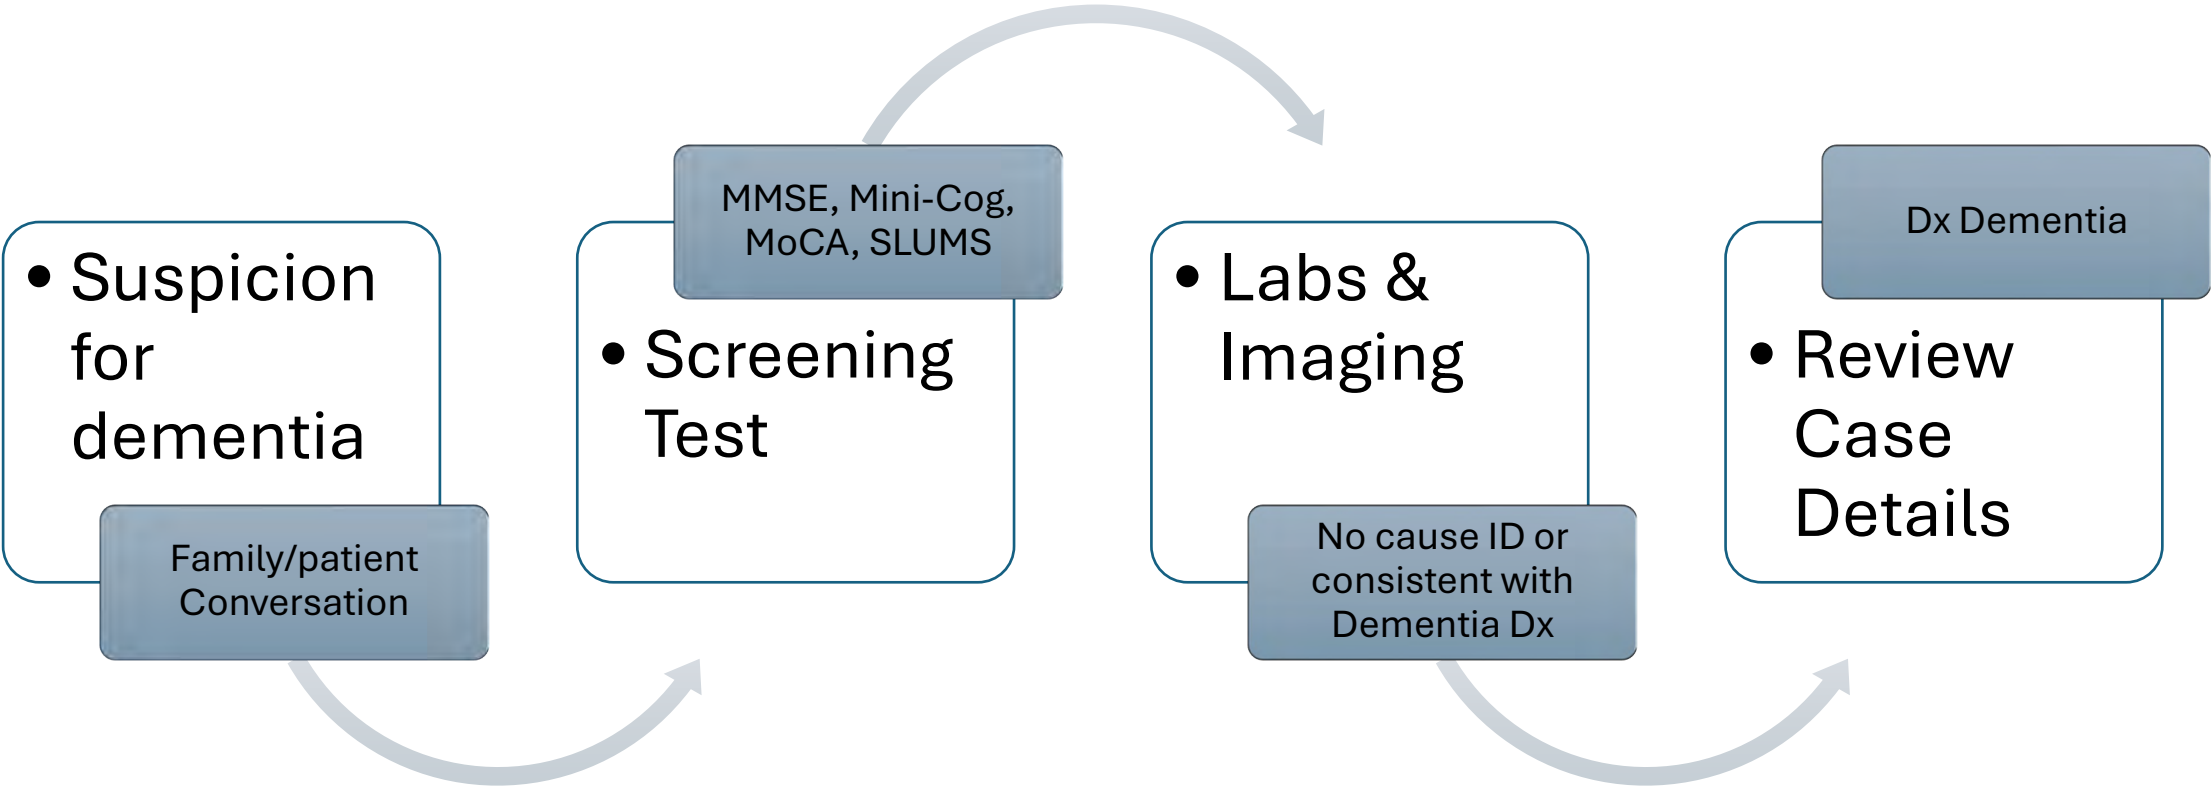 • Suspicion
for
dementia
Family/patient
Conversation
MMSE, Mini-Cog,
MoCA, SLUMS
• Screening
Test
• Labs &
Imaging
No cause ID or
consistent with
Dementia Dx
Dx Dementia
• Review
Case
Details